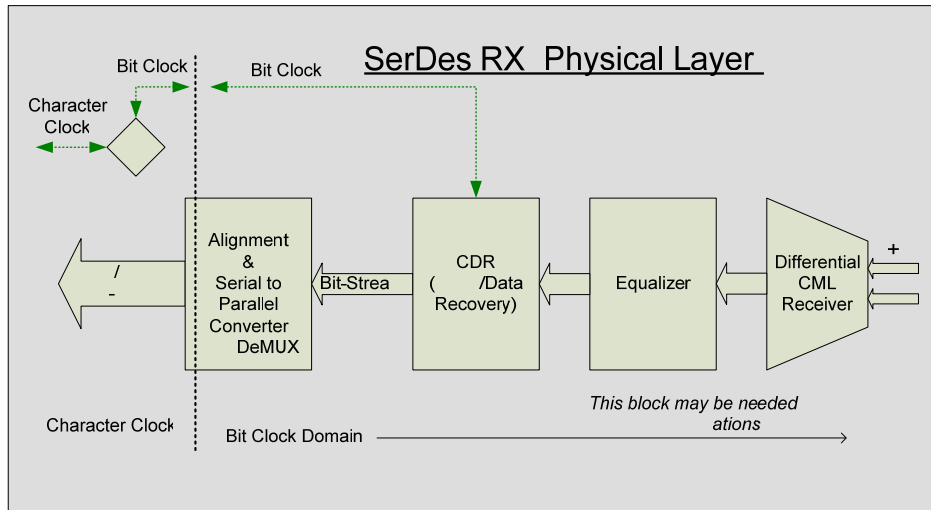 SerDes RX Physical Layer
Bit Clock
Bit Clock
Character
Clock
Alignment
&
Serial to
Parallel
Converter
DeMUX
/
-
Bit-Strea
CDR
( /Data
Recovery)
Equalizer
Differential
CML
Receiver
+
This block may be needed
ations
Character Clock
Bit Clock Domain